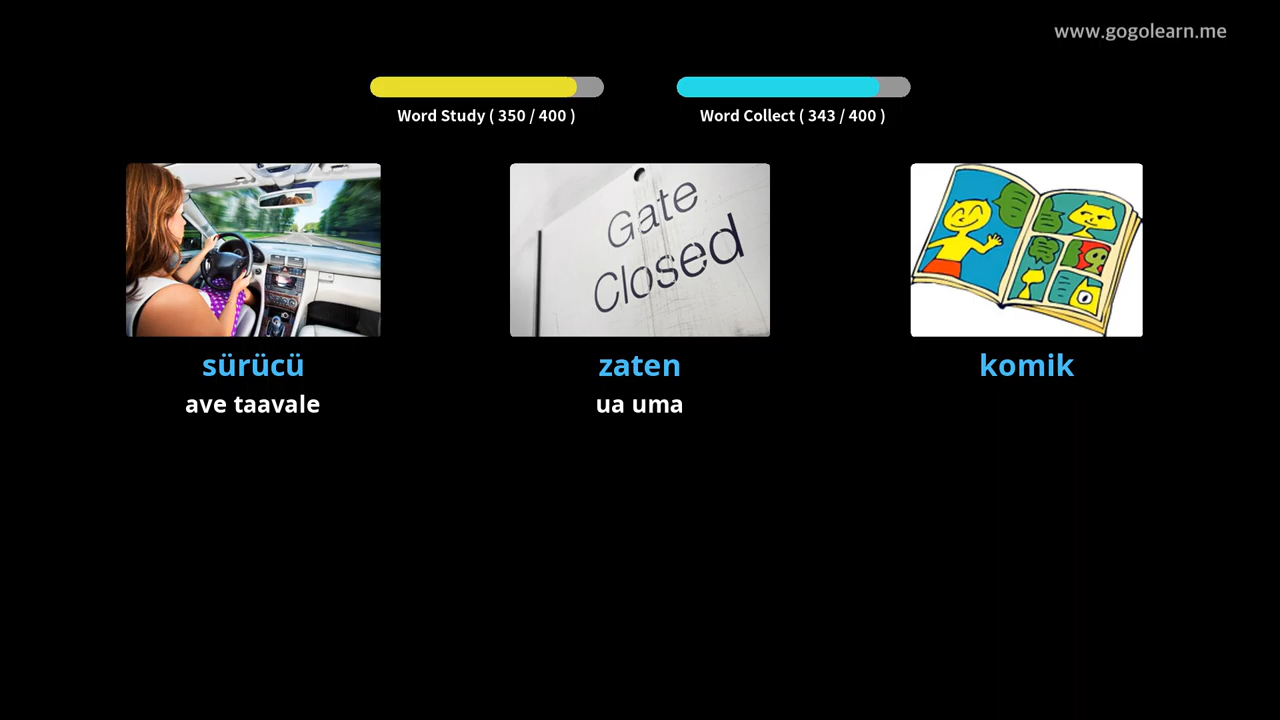 www.gogolearn.me
Word Study ( 350 / 400 )
Word Collect ( 343 / 400 )
Gate
Closed
sürücü
zaten
komik
ave taavale
ua uma